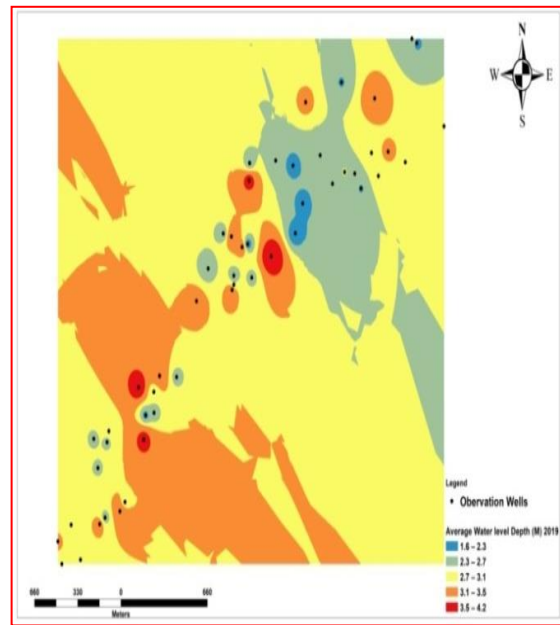 N
W E
S
Legend
Obervation Wells
Average Water level Depth (M) 2019
1.6 – 2.3
2.3 – 2.7
2.7 – 3.1
3.1 – 3.5
3.5 – 4.2
660 330 0 660
Meters